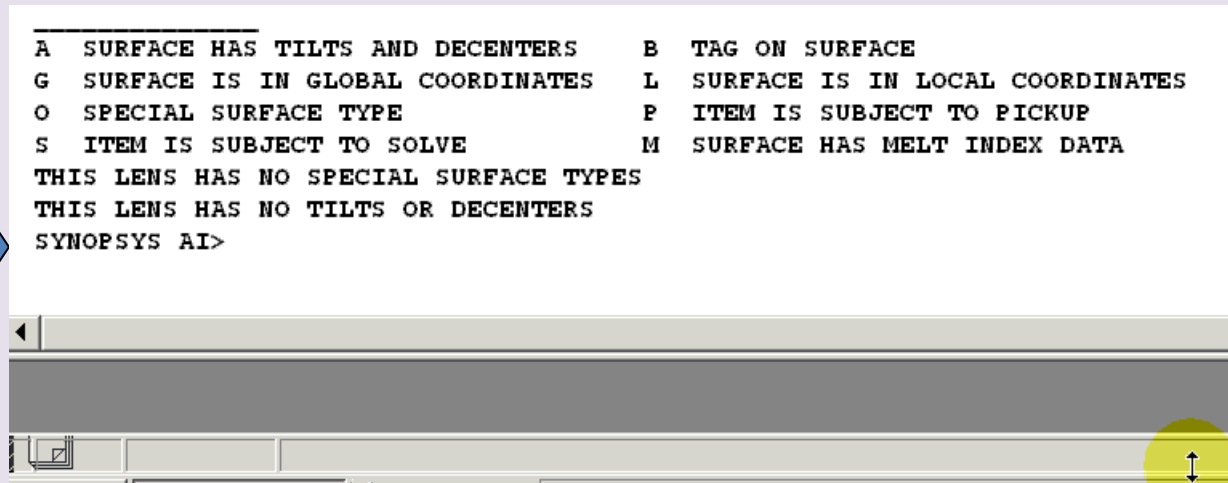 A SURFACE HAS TILTS AND DECENTERS B TAG ON SURFACE
G SURFACE IS IN GLOBAL COORDINATES L SURFACE IS IN LOCAL COORDINATES
O SPECIAL SURFACE TYPE P ITEM IS SUBJECT TO PICKUP
S ITEM IS SUBJECT TO SOLVE M SURFACE HAS MELT INDEX DATA
THIS LENS HAS NO SPECIAL SURFACE TYPES
THIS LENS HAS NO TILTS OR DECENTERS
SYNOPSYS AI>